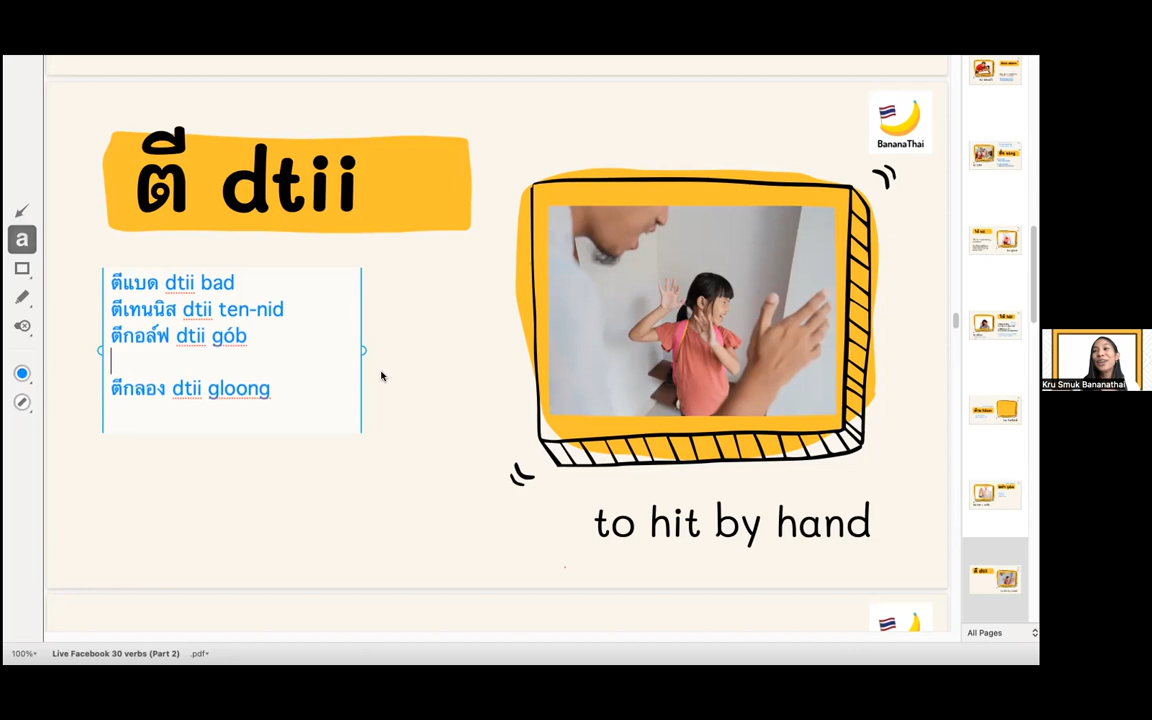 ตี dtii
BananaThai
ตีแบด dtii bad
ตีเทนนิส dtii ten-nid
ตีกอล์ฟ dtii gób
ตีกลอง dtii gloong
to hit by hand
a
Kru Smuk Bananathai
All Pages
100%
Live Facebook 30 verbs (Part 2)
.pdf